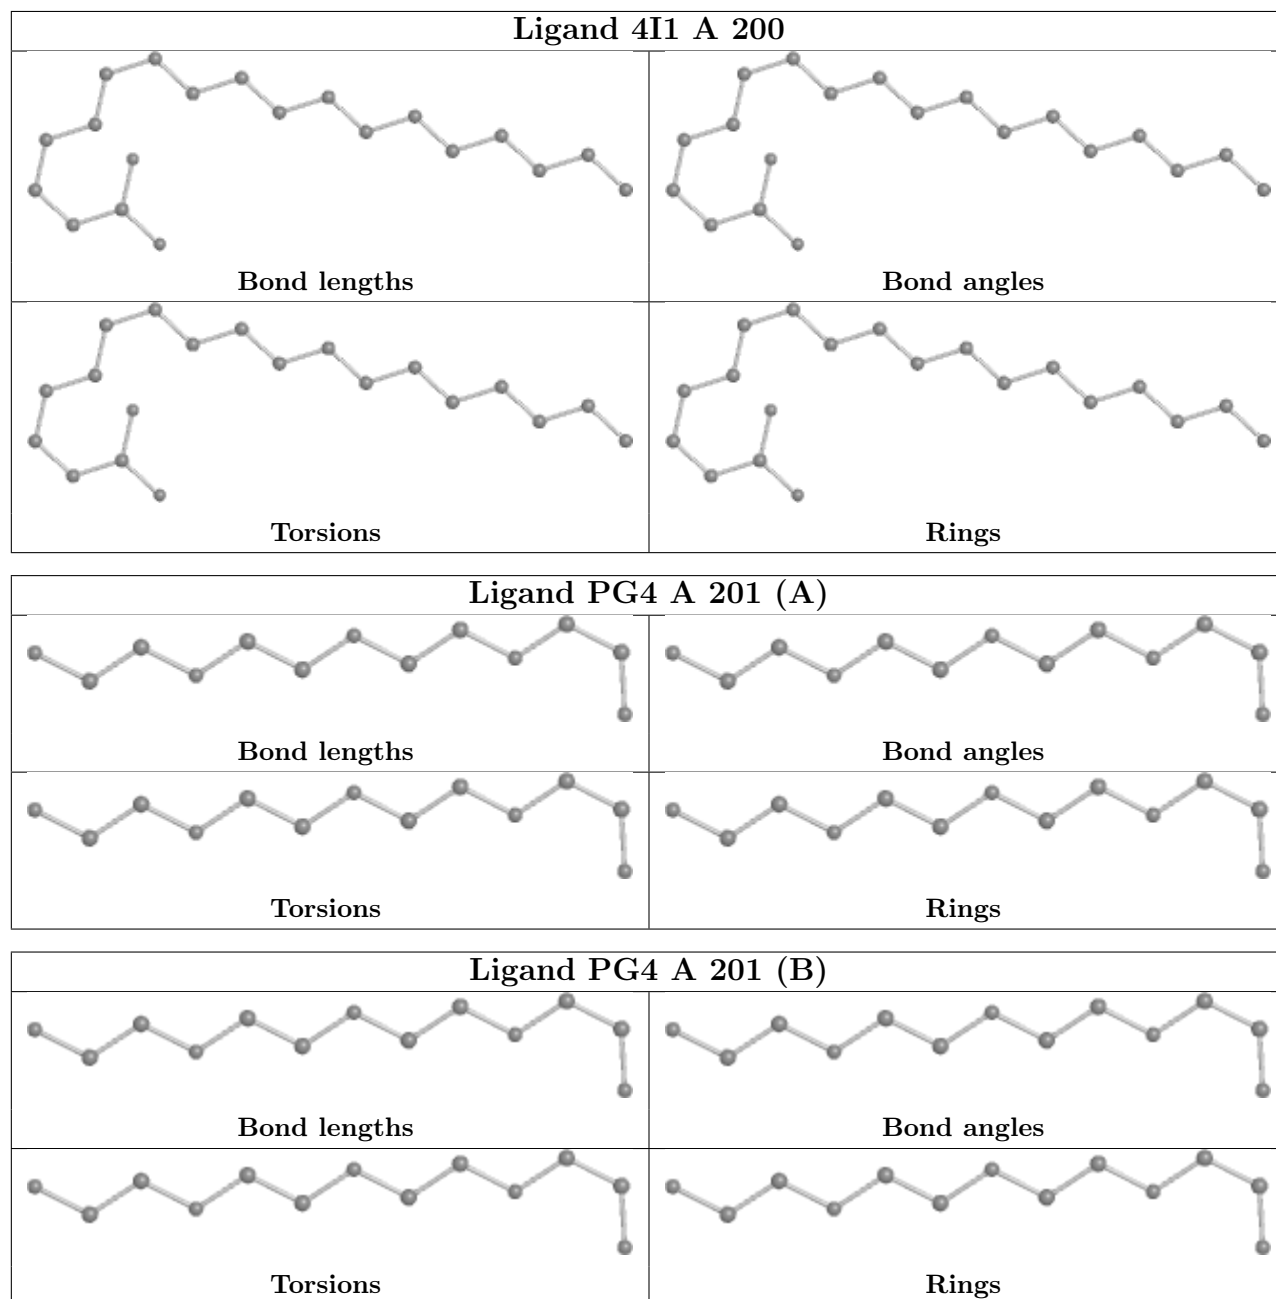 Ligand 4I1 A 200
Bond lengths Bond angles
Torsions Rings
Ligand PG4 A 201 (A)
Bond lengths Bond angles
Torsions Rings
Ligand PG4 A 201 (B)
Bond lengths Bond angles
Torsions Rings